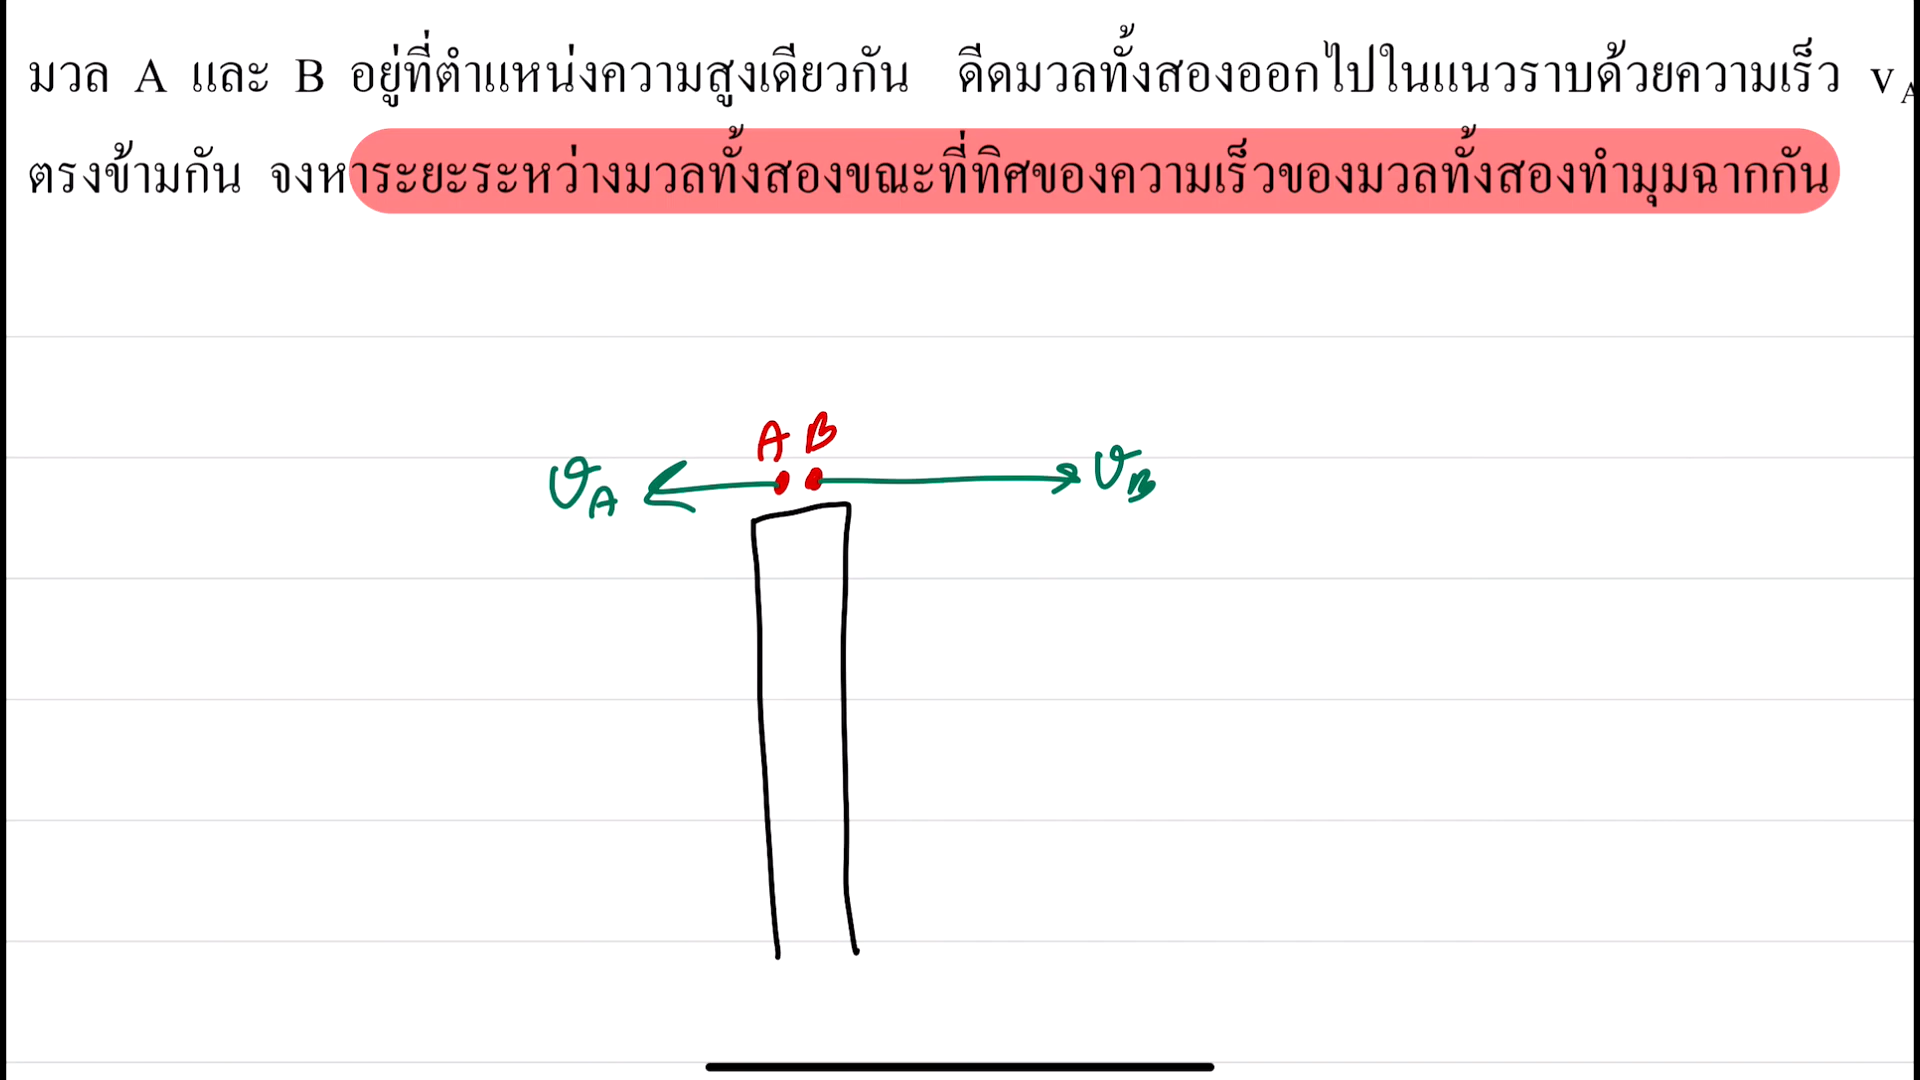 มวล A และ B อยู่ที่ตำแหน่งความสูงเดียวกัน ดีดมวลทั้งสองออกไปในแนวราบด้วยความเร็ว v_A
ตรงข้ามกัน จงหาระยะระหว่างมวลทั้งสองขณะที่ทิศของความเร็วของมวลทั้งสองทำมุมฉากกัน
A B
v_A v_B